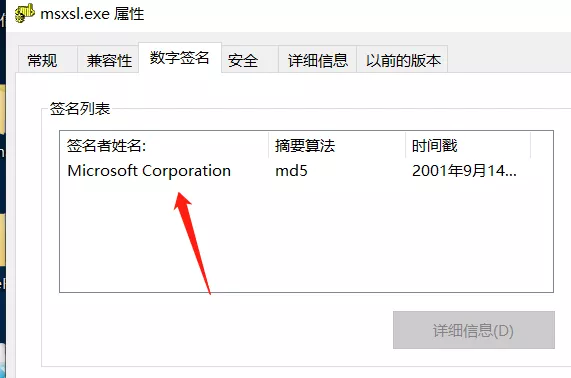 msxsl.exe 属性
常规 兼容性 数字签名 安全 详细信息 以前的版本
签名列表
签名者姓名: 摘要算法 时间戳
Microsoft Corporation md5 2001年9月14...
详细信息(D)